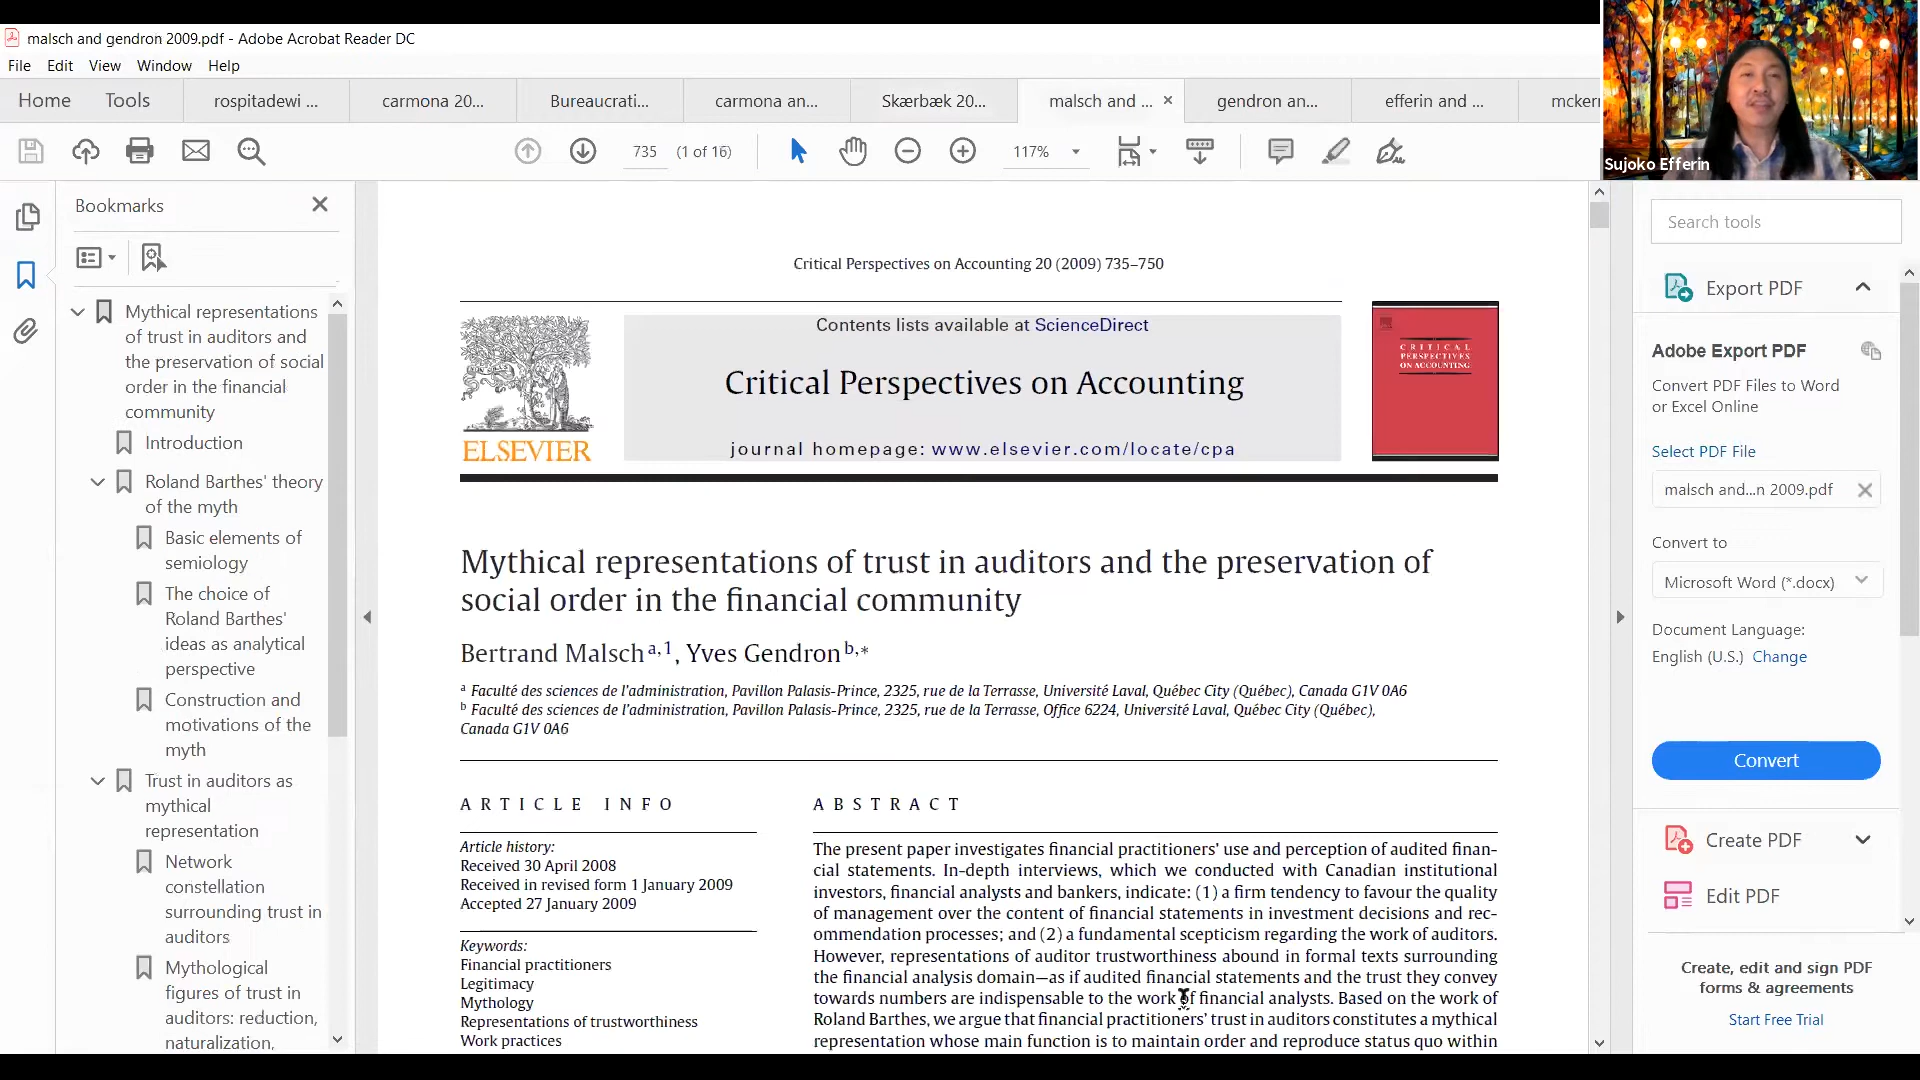 malsch and gendron 2009.pdf - Adobe Acrobat Reader DC
File Edit View Window Help
Home Tools rospitadewi ... carmona 20... Bureaucrati... carmona an... Skærbæk 20... malsch and ... gendron an... efferin and ... mckern
735 (1 of 16) 117%
Sujoko Efferin
Bookmarks
Mythical representations
of trust in auditors and
the preservation of social
order in the financial
community
Introduction
Roland Barthes' theory
of the myth
Basic elements of
semiology
The choice of
Roland Barthes'
ideas as analytical
perspective
Construction and
motivations of the
myth
Trust in auditors as
mythical
representation
Network
constellation
surrounding trust in
auditors
Mythological
figures of trust in
auditors: reduction,
naturalization,
Critical Perspectives on Accounting 20 (2009) 735–750
Contents lists available at ScienceDirect
Critical Perspectives on Accounting
journal homepage: www.elsevier.com/locate/cpa
ELSEVIER
CRITICAL
PERSPECTIVES
ON ACCOUNTING
Mythical representations of trust in auditors and the preservation of
social order in the financial community
Bertrand Malsch a,1, Yves Gendron b,*
a Faculté des sciences de l'administration, Pavillon Palasis-Prince, 2325, rue de la Terrasse, Université Laval, Québec City (Québec), Canada G1V 0A6
b Faculté des sciences de l'administration, Pavillon Palasis-Prince, 2325, rue de la Terrasse, Office 6224, Université Laval, Québec City (Québec),
Canada G1V 0A6
ARTICLE INFO
Article history:
Received 30 April 2008
Received in revised form 1 January 2009
Accepted 27 January 2009
Keywords:
Financial practitioners
Legitimacy
Mythology
Representations of trustworthiness
Work practices
ABSTRACT
The present paper investigates financial practitioners' use and perception of audited finan-
cial statements. In-depth interviews, which we conducted with Canadian institutional
investors, financial analysts and bankers, indicate: (1) a firm tendency to favour the quality
of management over the content of financial statements in investment decisions and rec-
ommendation processes; and (2) a fundamental scepticism regarding the work of auditors.
However, representations of auditor trustworthiness abound in formal texts surrounding
the financial analysis domain—as if audited financial statements and the trust they convey
towards numbers are indispensable to the work of financial analysts. Based on the work of
Roland Barthes, we argue that financial practitioners' trust in auditors constitutes a mythical
representation whose main function is to maintain order and reproduce status quo within
Search tools
Export PDF
Adobe Export PDF
Convert PDF Files to Word
or Excel Online
Select PDF File
malsch and...n 2009.pdf
Convert to
Microsoft Word (*.docx)
Document Language:
English (U.S.) Change
Convert
Create PDF
Edit PDF
Create, edit and sign PDF
forms & agreements
Start Free Trial